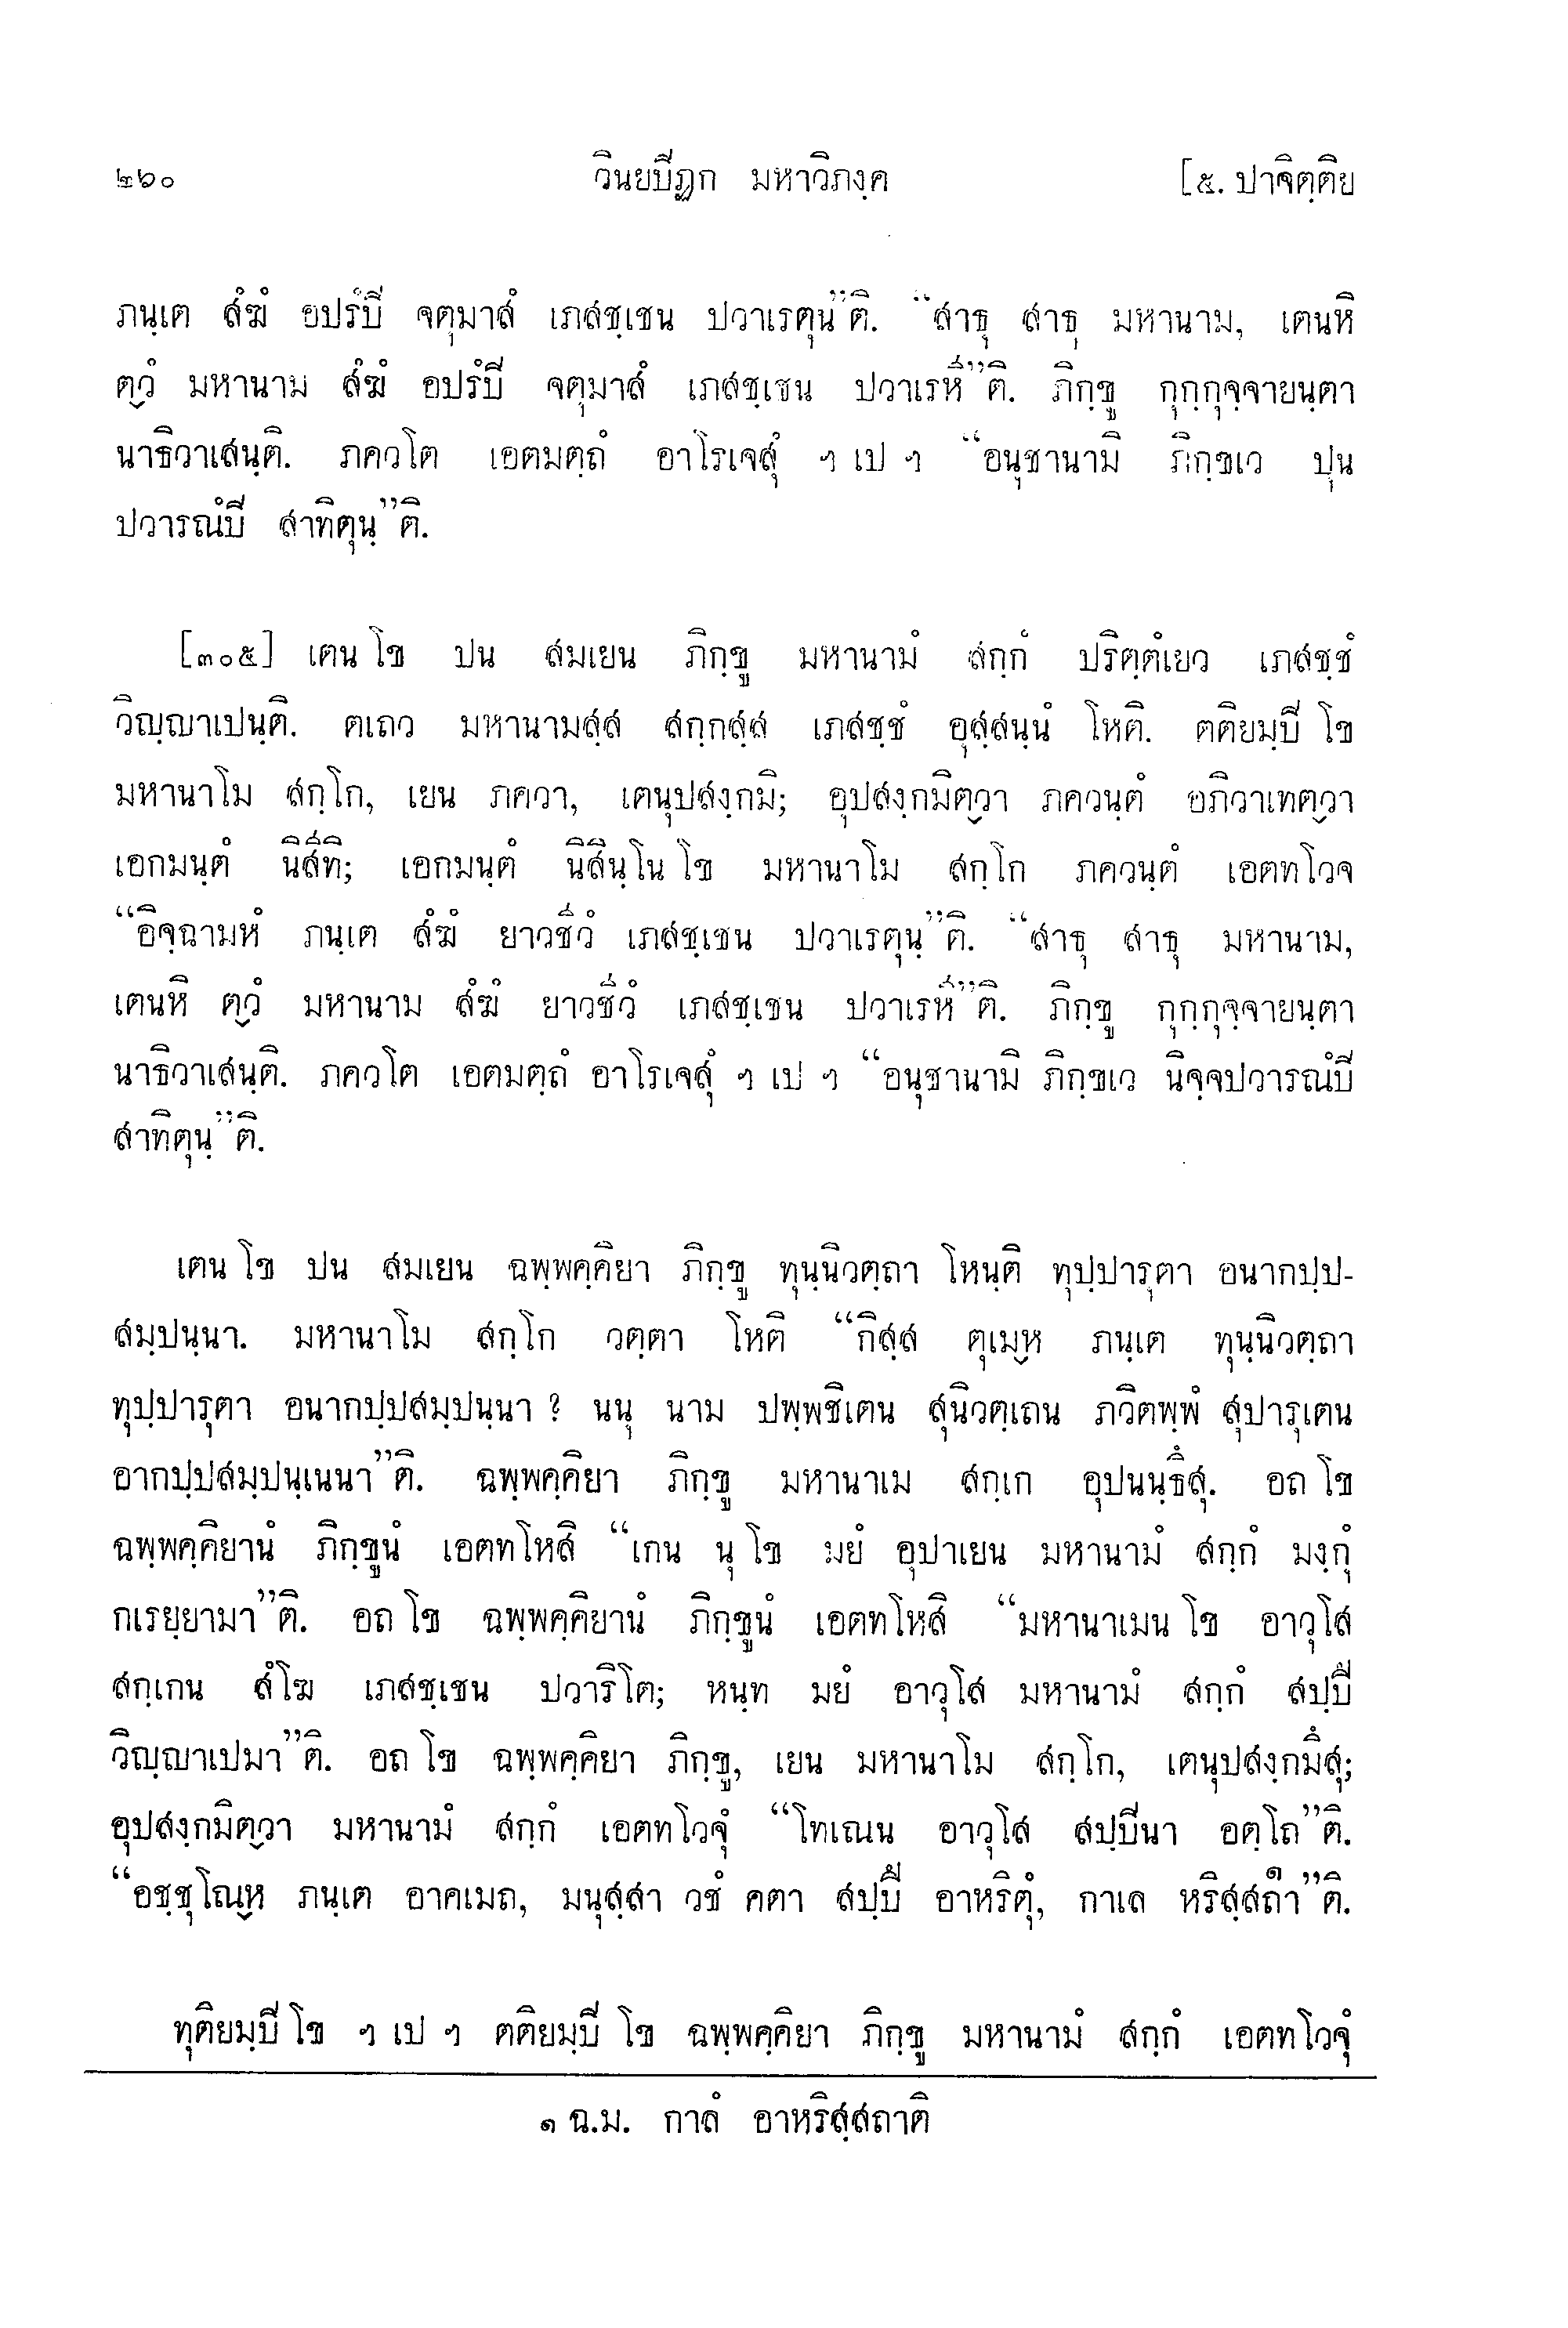 ๒๖๐ วินยปิฏก มหาวิภงฺค [๕. ปาจิตฺติย
ภนฺเต สํฆํ อปรํปิ จตุมาสํ เภสชฺเชน ปวาเรตุนฺ”ติ. “สาธุ สาธุ มหานาม, เตนหิ
ตฺวํ มหานาม สํฆํ อปรํปิ จตุมาสํ เภสชฺเชน ปวาเรหี”ติ. ภิกฺขู กุกฺกุจฺจายนฺตา
นาธิวาเสนฺติ. ภควโต เอตมตฺถํ อาโรเจสุํ ฯ เป ฯ “อนุชานามิ ภิกฺขเว ปุน
ปวารณํปิ สาทิตุนฺ”ติ.
[๓๐๕] เตน โข ปน สมเยน ภิกฺขู มหานามํ สกฺกํ ปริตฺตํเยว เภสชฺชํ
วิญฺญาเปนฺติ. ตเถว มหานามสฺส สกฺกสฺส เภสชฺชํ อุสฺสนฺนํ โหติ. ตติยมฺปิ โข
มหานาโม สกฺโก, เยน ภควา, เตนุปสงฺกมิ; อุปสงฺกมิตฺวา ภควนฺตํ อภิวาเทตฺวา
เอกมนฺตํ นิสีทิ; เอกมนฺตํ นิสินฺโน โข มหานาโม สกฺโก ภควนฺตํ เอตทโวจ
“อิจฺฉามหํ ภนฺเต สํฆํ ยาวชีวํ เภสชฺเชน ปวาเรตุนฺ”ติ. “สาธุ สาธุ มหานาม,
เตนหิ ตฺวํ มหานาม สํฆํ ยาวชีวํ เภสชฺเชน ปวาเรหี”ติ. ภิกฺขู กุกฺกุจฺจายนฺตา
นาธิวาเสนฺติ. ภควโต เอตมตฺถํ อาโรเจสุํ ฯ เป ฯ “อนุชานามิ ภิกฺขเว นิจฺจปวารณํปิ
สาทิตุนฺ”ติ.
เตน โข ปน สมเยน ฉพฺพคฺคิยา ภิกฺขู ทุนฺนิวตฺถา โหนฺติ ทุปฺปารุตา อนากปฺป-
สมฺปนฺนา. มหานาโม สกฺโก วตฺตา โหติ “กิสฺส ตุเมฺห ภนฺเต ทุนฺนิวตฺถา
ทุปฺปารุตา อนากปฺปสมฺปนฺนา ? นนุ นาม ปพฺพชิเตน สุนิวตฺเถน ภวิตพฺพํ สุปารุเตน
อากปฺปสมฺปนฺเนนา”ติ. ฉพฺพคฺคิยา ภิกฺขู มหานาเม สกฺเก อุปนนฺธึสุ. อถ โข
ฉพฺพคฺคิยานํ ภิกฺขูนํ เอตทโหสิ “เกน นุ โข มยํ อุปาเยน มหานามํ สกฺกํ มงฺกุํ
กเรยฺยามา”ติ. อถ โข ฉพฺพคฺคิยานํ ภิกฺขูนํ เอตทโหสิ “มหานาเมน โข อาวุโส
สกฺเกน สํโฆ เภสชฺเชน ปวาริโต; หนฺท มยํ อาวุโส มหานามํ สกฺกํ สปฺปึ
วิญฺญาเปมา”ติ. อถ โข ฉพฺพคฺคิยา ภิกฺขู, เยน มหานาโม สกฺโก, เตนุปสงฺกมึสุ;
อุปสงฺกมิตฺวา มหานามํ สกฺกํ เอตทโวจุํ “โทเณน อาวุโส สปฺปินา อตฺโถ”ติ.
“อชฺชุโณฺห ภนฺเต อาคเมถ, มนุสฺสา วชํ คตา สปฺปึ อาหริตุํ, กาเล หริสฺสถา๑”ติ.
ทุติยมฺปิ โข ฯ เป ฯ ตติยมฺปิ โข ฉพฺพคฺคิยา ภิกฺขู มหานามํ สกฺกํ เอตทโวจุํ
๑ ฉ.ม. กาลํ อาหริสฺสถาติ